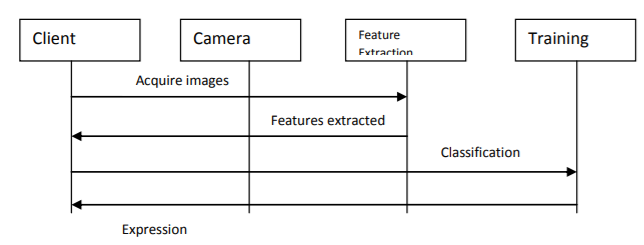 Client
Camera
Feature
Extraction
Training
Acquire images
Features extracted
Classification
Expression